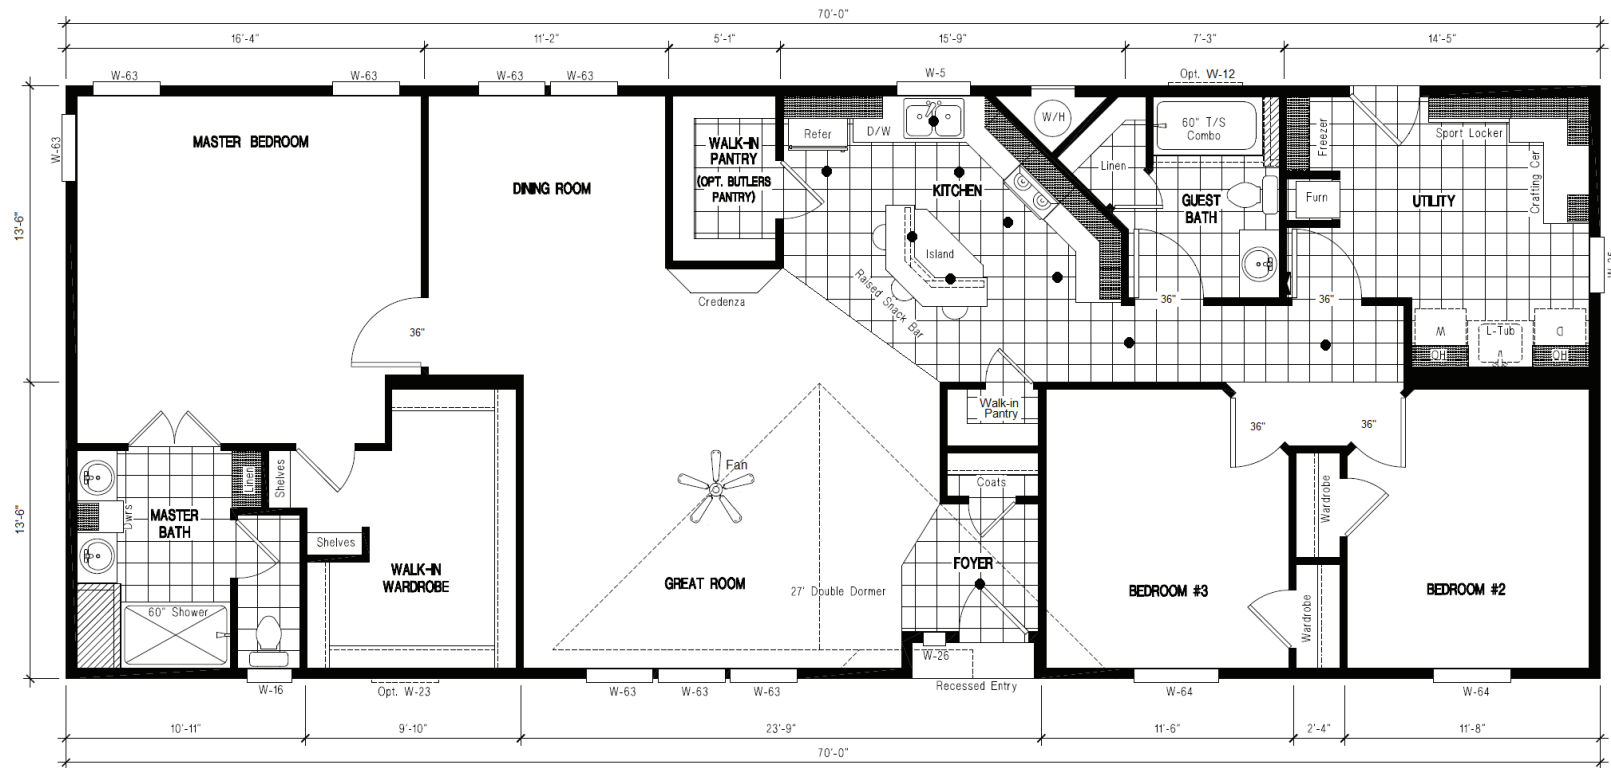 70'-0"
16'-4"
11'-2"
5'-1"
15'-9"
7'-3"
14'-5"
W-63
W-63
W-63
W-63
W-5
Opt. W-12
13'-6"
W-63
MASTER BEDROOM
DINING ROOM
WALK-IN
PANTRY
(OPT. BUTLERS
PANTRY)
Refer
D/W
W/H
KITCHEN
Linen
60" T/S
Combo
GUEST
BATH
Freezer
Furn
Sport Locker
Crafting Cer
UTILITY
Island
Raised Snack Bar
Credenza
36"
36"
36"
W
L-Tub
D
OH
OH
Walk-in
Pantry
36"
36"
13'-6"
Linen
Shelves
Dwrs
MASTER
BATH
Shelves
60" Shower
WALK-IN
WARDROBE
Fan
GREAT ROOM
27' Double Dormer
Coats
FOYER
Wardrobe
Wardrobe
BEDROOM #3
BEDROOM #2
W-16
Opt. W-23
W-63
W-63
W-63
W-26
Recessed Entry
W-64
W-64
10'-11"
9'-10"
23'-9"
11'-6"
2'-4"
11'-8"
70'-0"